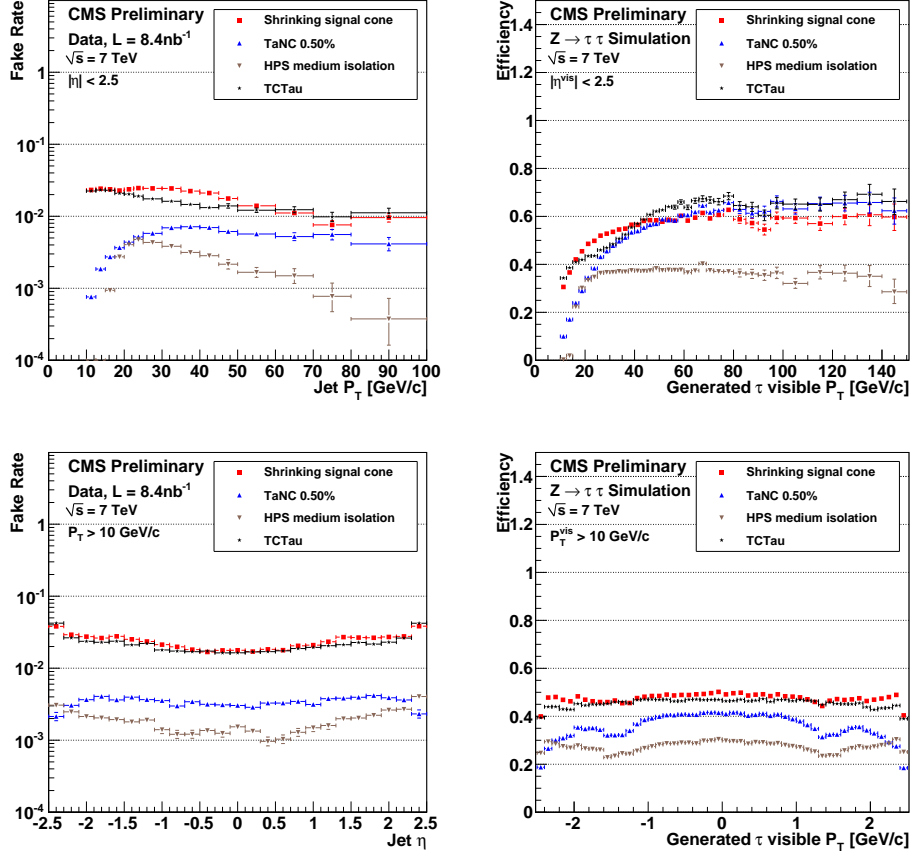 CMS Preliminary
Data, L = 8.4nb⁻¹
√s = 7 TeV
|η| < 2.5
Shrinking signal cone
TaNC 0.50%
HPS medium isolation
TCTau
Fake Rate
1
10⁻¹
10⁻²
10⁻³
10⁻⁴
0 10 20 30 40 50 60 70 80 90 100
Jet P_T [GeV/c]
CMS Preliminary
Z → τ τ Simulation
√s = 7 TeV
|η^vis| < 2.5
Shrinking signal cone
TaNC 0.50%
HPS medium isolation
TCTau
Efficiency
1.4
1.2
1
0.8
0.6
0.4
0.2
0
0 20 40 60 80 100 120 140
Generated τ visible P_T [GeV/c]
CMS Preliminary
Data, L = 8.4nb⁻¹
√s = 7 TeV
P_T > 10 GeV/c
Shrinking signal cone
TaNC 0.50%
HPS medium isolation
TCTau
Fake Rate
1
10⁻¹
10⁻²
10⁻³
10⁻⁴
-2.5 -2 -1.5 -1 -0.5 0 0.5 1 1.5 2 2.5
Jet η
CMS Preliminary
Z → τ τ Simulation
√s = 7 TeV
P_T^vis > 10 GeV/c
Shrinking signal cone
TaNC 0.50%
HPS medium isolation
TCTau
Efficiency
1.4
1.2
1
0.8
0.6
0.4
0.2
0
-2 -1 0 1 2
Generated τ visible P_T [GeV/c]